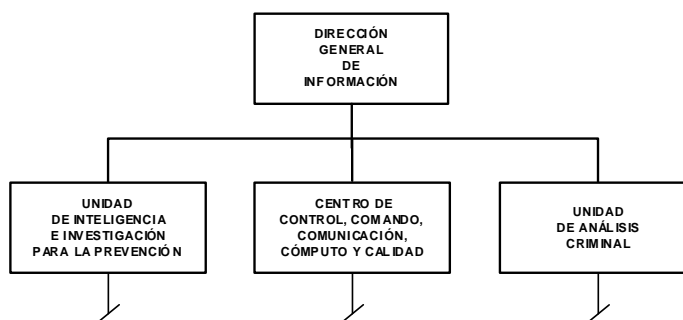 DIRECCIÓN
GENERAL
DE
INFORMACIÓN
UNIDAD
DE INTELIGENCIA
E INVESTIGACIÓN
PARA LA PREVENCIÓN
CENTRO DE
CONTROL, COMANDO,
COMUNICACIÓN,
CÓMPUTO Y CALIDAD
UNIDAD
DE ANÁLISIS
CRIMINAL